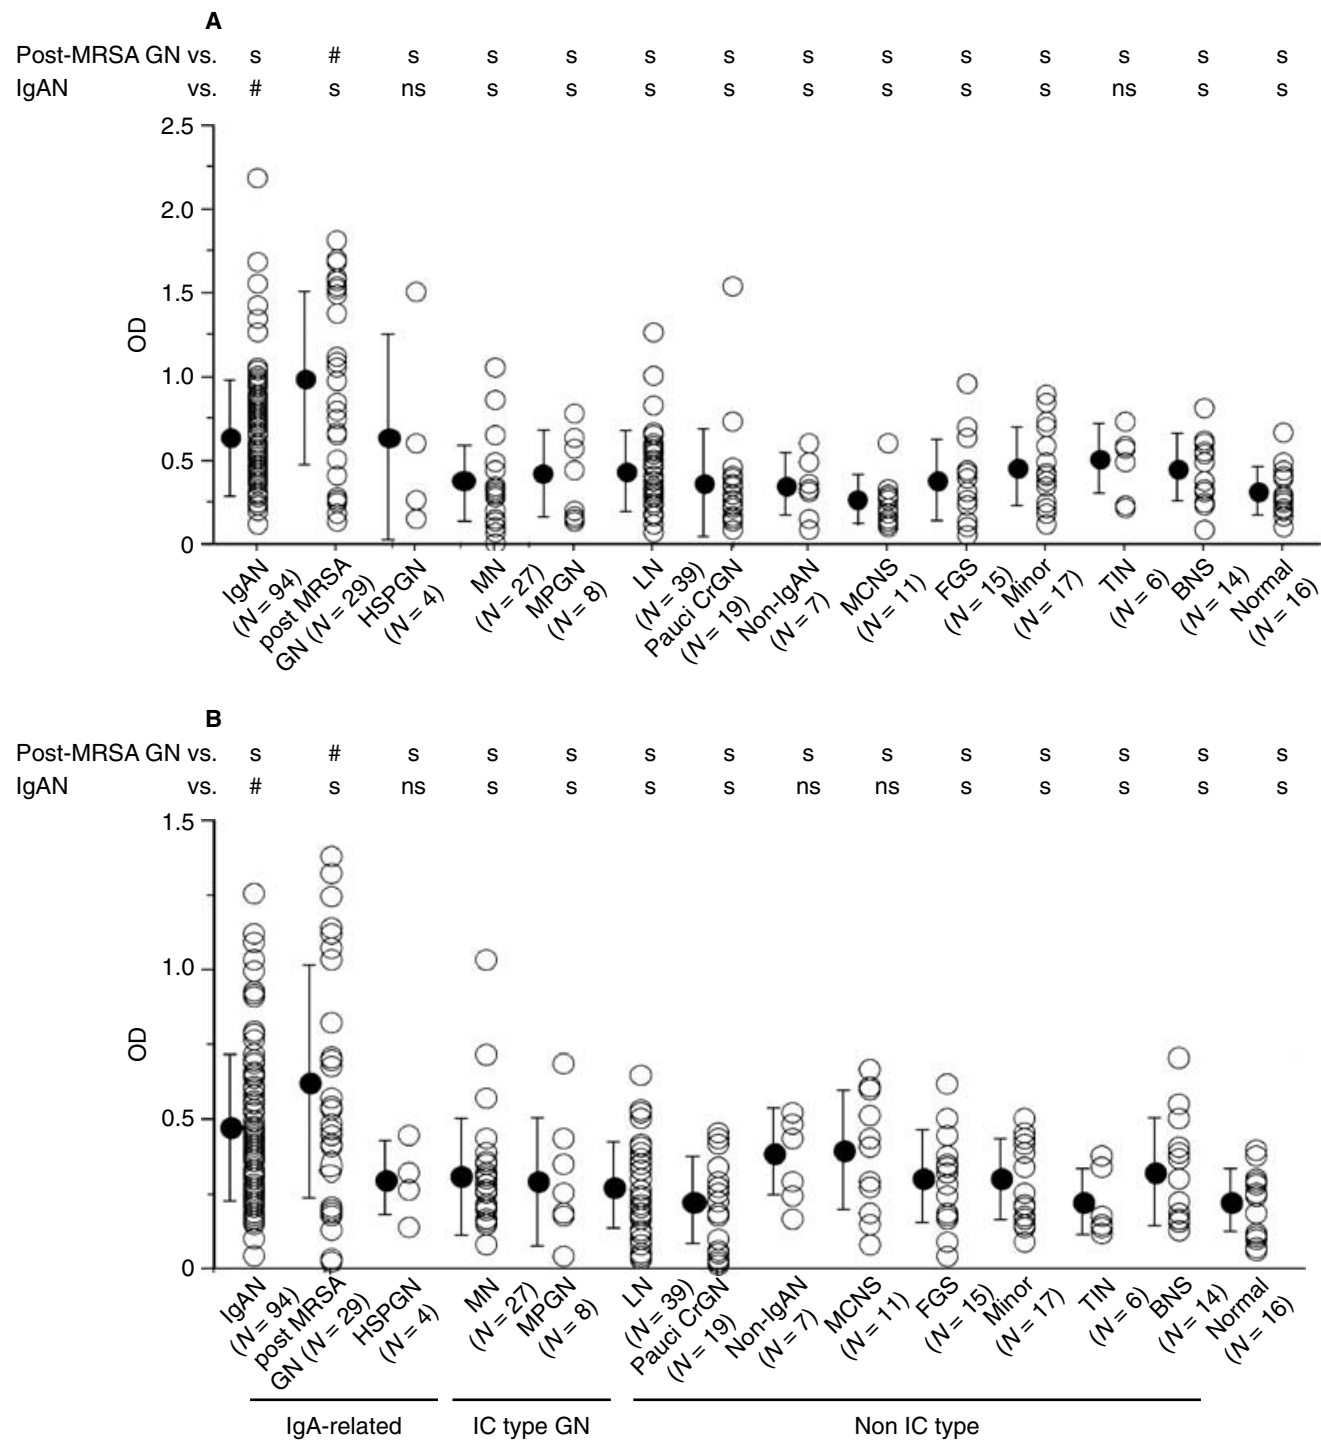 A
Post-MRSA GN vs. s # s s s s s s s s s s s s
IgAN vs. # s ns s s s s s s s s ns s s
2.5
2.0
1.5
1.0
0.5
0
OD
IgAN
(N = 94)
post MRSA
GN (N = 29)
HSPGN
(N = 4)
MN
(N = 27)
MPGN
(N = 8)
LN
(N = 39)
Pauci CrGN
(N = 19)
Non-IgAN
(N = 7)
MCNS
(N = 11)
FGS
(N = 15)
Minor
(N = 17)
TIN
(N = 6)
BNS
(N = 14)
Normal
(N = 16)
B
Post-MRSA GN vs. s # s s s s s s s s s s s s
IgAN vs. # s ns s s s s ns ns s s s s s
1.5
1.0
0.5
0
OD
IgAN
(N = 94)
post MRSA
GN (N = 29)
HSPGN
(N = 4)
MN
(N = 27)
MPGN
(N = 8)
LN
(N = 39)
Pauci CrGN
(N = 19)
Non-IgAN
(N = 7)
MCNS
(N = 11)
FGS
(N = 15)
Minor
(N = 17)
TIN
(N = 6)
BNS
(N = 14)
Normal
(N = 16)
IgA-related IC type GN Non IC type